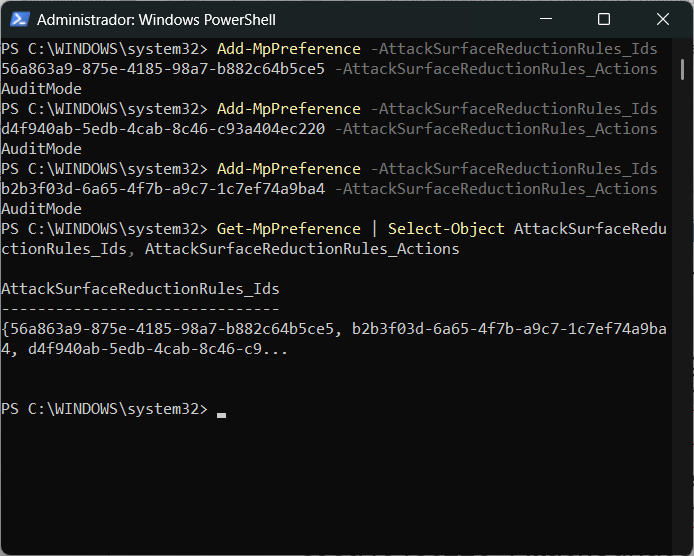 Administrador: Windows PowerShell
PS C:\WINDOWS\system32> Add-MpPreference -AttackSurfaceReductionRules_Ids
56a863a9-875e-4185-98a7-b882c64b5ce5 -AttackSurfaceReductionRules_Actions
AuditMode
PS C:\WINDOWS\system32> Add-MpPreference -AttackSurfaceReductionRules_Ids
d4f940ab-5edb-4cab-8c46-c93a404ec220 -AttackSurfaceReductionRules_Actions
AuditMode
PS C:\WINDOWS\system32> Add-MpPreference -AttackSurfaceReductionRules_Ids
b2b3f03d-6a65-4f7b-a9c7-1c7ef74a9ba4 -AttackSurfaceReductionRules_Actions
AuditMode
PS C:\WINDOWS\system32> Get-MpPreference | Select-Object AttackSurfaceRedu
ctionRules_Ids, AttackSurfaceReductionRules_Actions
AttackSurfaceReductionRules_Ids
-------------------------------
{56a863a9-875e-4185-98a7-b882c64b5ce5, b2b3f03d-6a65-4f7b-a9c7-1c7ef74a9ba
4, d4f940ab-5edb-4cab-8c46-c9...
PS C:\WINDOWS\system32>